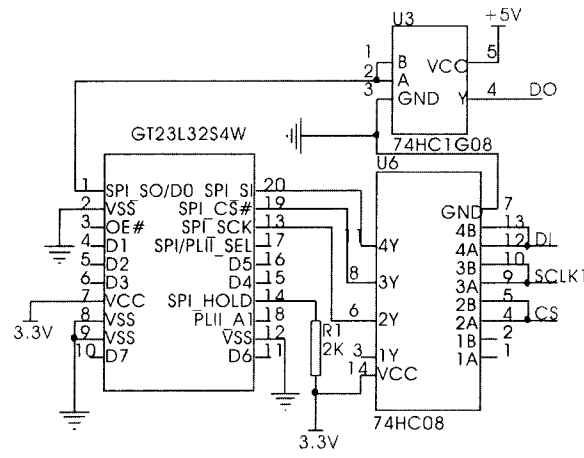 U3
+5V
1 B
2 A VCC 5
3 GND Y 4 DO
74HC1G08
GT23L32S4W
U6
1 SPI_SO/D0 SPI_SI 20
2 VSS SPI_CS# 19
3 OE# SPI_SCK 13
4 D1 SPI/PLII_SEL 17
5 D2 D5 16
6 D3 D4 15
7 VCC SPI_HOLD 14
8 VSS PLII_A1 18
9 VSS VSS 12
10 D7 D6 11
3.3V
R1
2K
3.3V
GND 7
4B 13
11 4Y 4A 12 DI
3B 10
8 3Y 3A 9 SCLK1
2B 5
6 2Y 2A 4 CS
1B 2
3 1Y 1A 1
14 VCC
74HC08